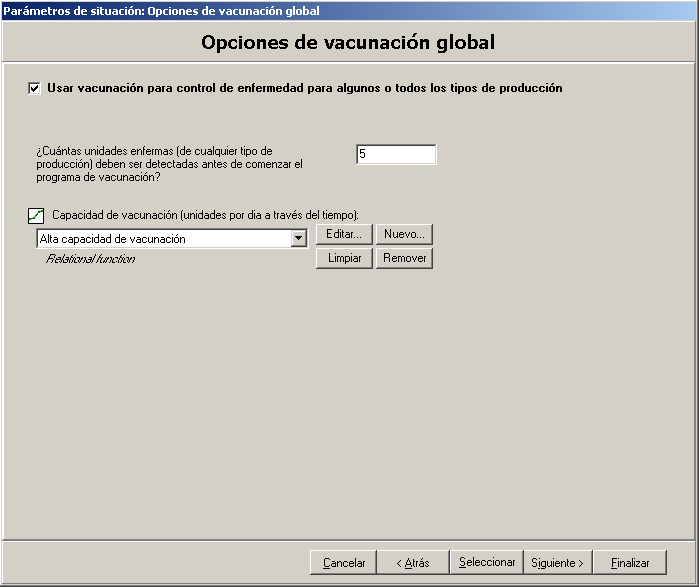 Parámetros de situación: Opciones de vacunación global
Opciones de vacunación global
Usar vacunación para control de enfermedad para algunos o todos los tipos de producción
¿Cuántas unidades enfermas (de cualquier tipo de
producción) deben ser detectadas antes de comenzar el
programa de vacunación?
5
Capacidad de vacunación (unidades por dia a través del tiempo):
Alta capacidad de vacunación
Editar...
Nuevo...
Relational function
Limpiar
Remover
Cancelar
< Atrás
Seleccionar
Siguiente >
Finalizar